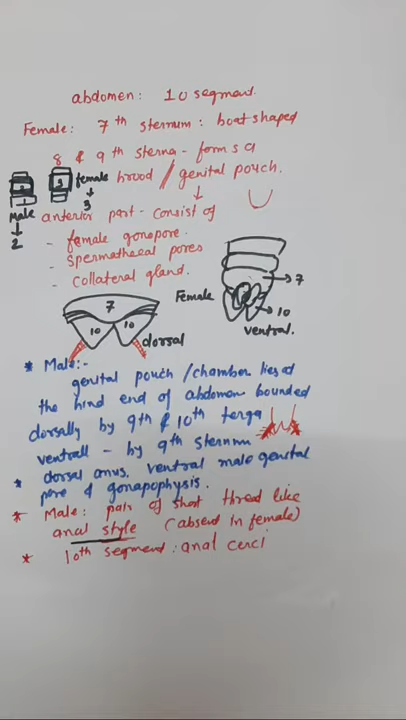 abdomen: 10 segment.
Female: 7th sternum: boat shaped
8 & 9th sterna - forms a
female brood / genital pouch.
3
Male
2
anterior part - consist of
- female gonopore.
- spermathecal pores
- collateral gland.
Female
7
10
ventral.
7
10 10
dorsal
* Male:-
genital pouch /chamber lies at
the hind end of abdomen bounded
dorsally by 9th & 10th terga
ventrall - by 9th sternum
* dorsal anus. ventral male genital
pore & gonapophysis.
* Male: pair of short thread like
anal style (absend in female)
* 10th segment: anal cerci